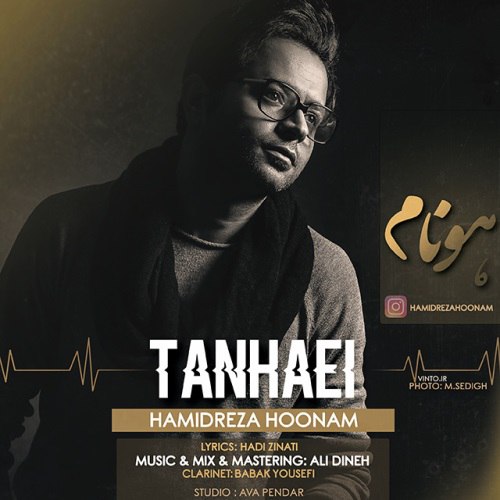 هونام
HAMIDREZAHOONAM
TANHAEI
VINTO.IR
PHOTO: M.SEDIGH
HAMIDREZA HOONAM
LYRICS: HADI ZINATI
MUSIC & MIX & MASTERING: ALI DINEH
CLARINET:BABAK YOUSEFI
STUDIO : AVA PENDAR